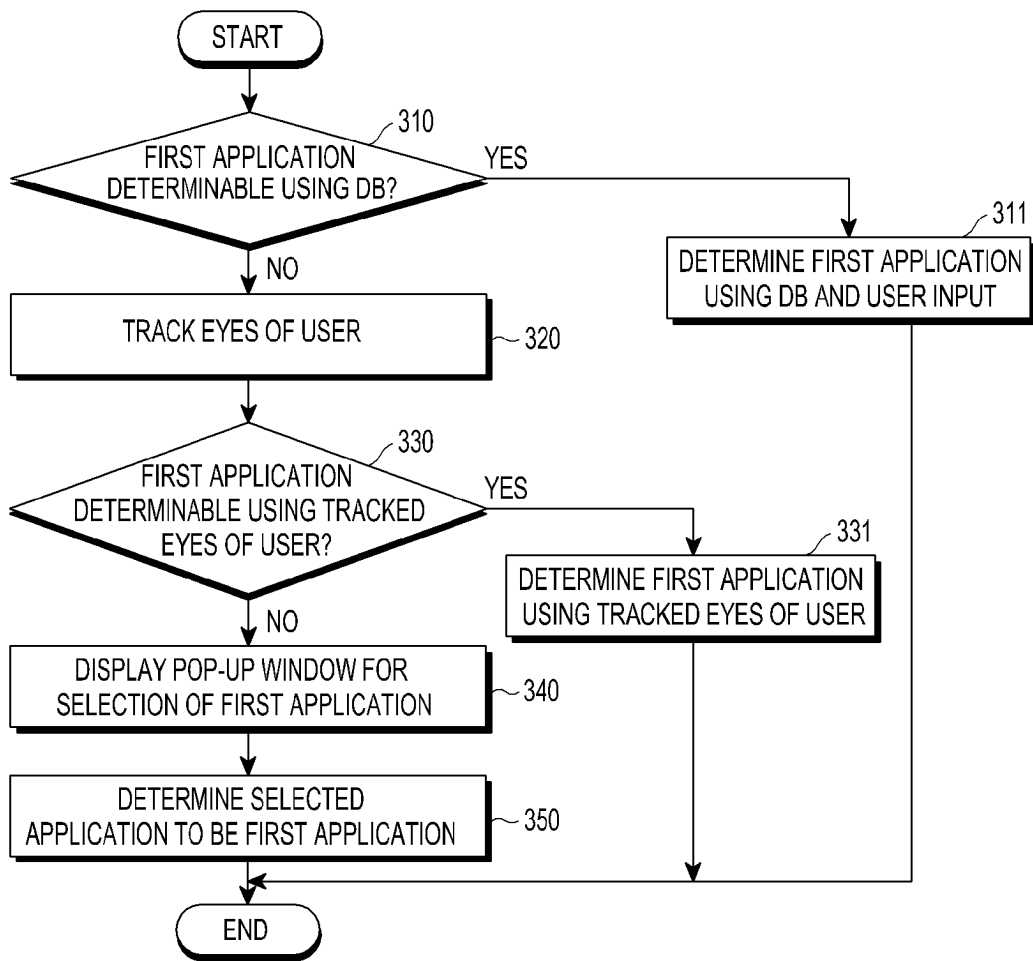 START
310
FIRST APPLICATION
DETERMINABLE USING DB?
YES
NO
311
DETERMINE FIRST APPLICATION
USING DB AND USER INPUT
TRACK EYES OF USER
320
330
FIRST APPLICATION
DETERMINABLE USING TRACKED
EYES OF USER?
YES
NO
331
DETERMINE FIRST APPLICATION
USING TRACKED EYES OF USER
DISPLAY POP-UP WINDOW FOR
SELECTION OF FIRST APPLICATION
340
DETERMINE SELECTED
APPLICATION TO BE FIRST APPLICATION
350
END